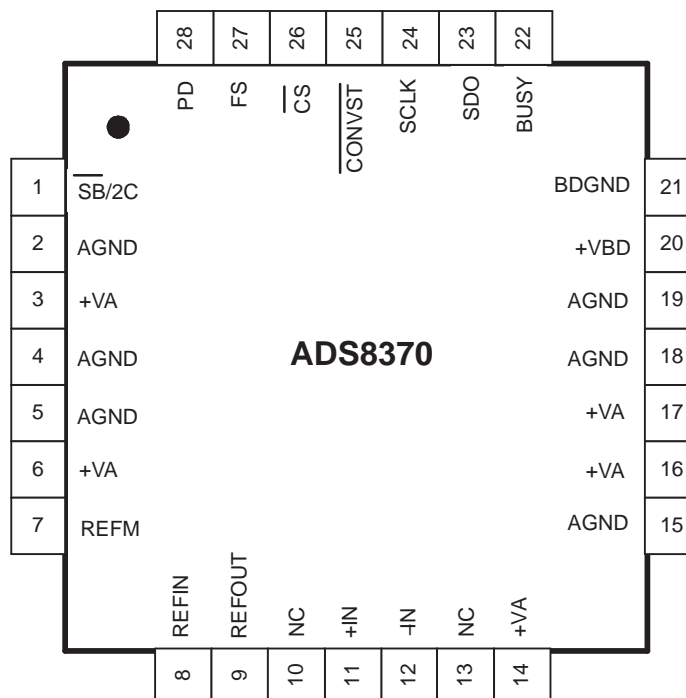 28 27 26 25 24 23 22
PD FS CS CONVST SCLK SDO BUSY
1 SB/2C BDGND 21
2 AGND +VBD 20
3 +VA AGND 19
4 AGND ADS8370 AGND 18
5 AGND +VA 17
6 +VA +VA 16
7 REFM AGND 15
REFIN REFOUT NC +IN -IN NC +VA
8 9 10 11 12 13 14